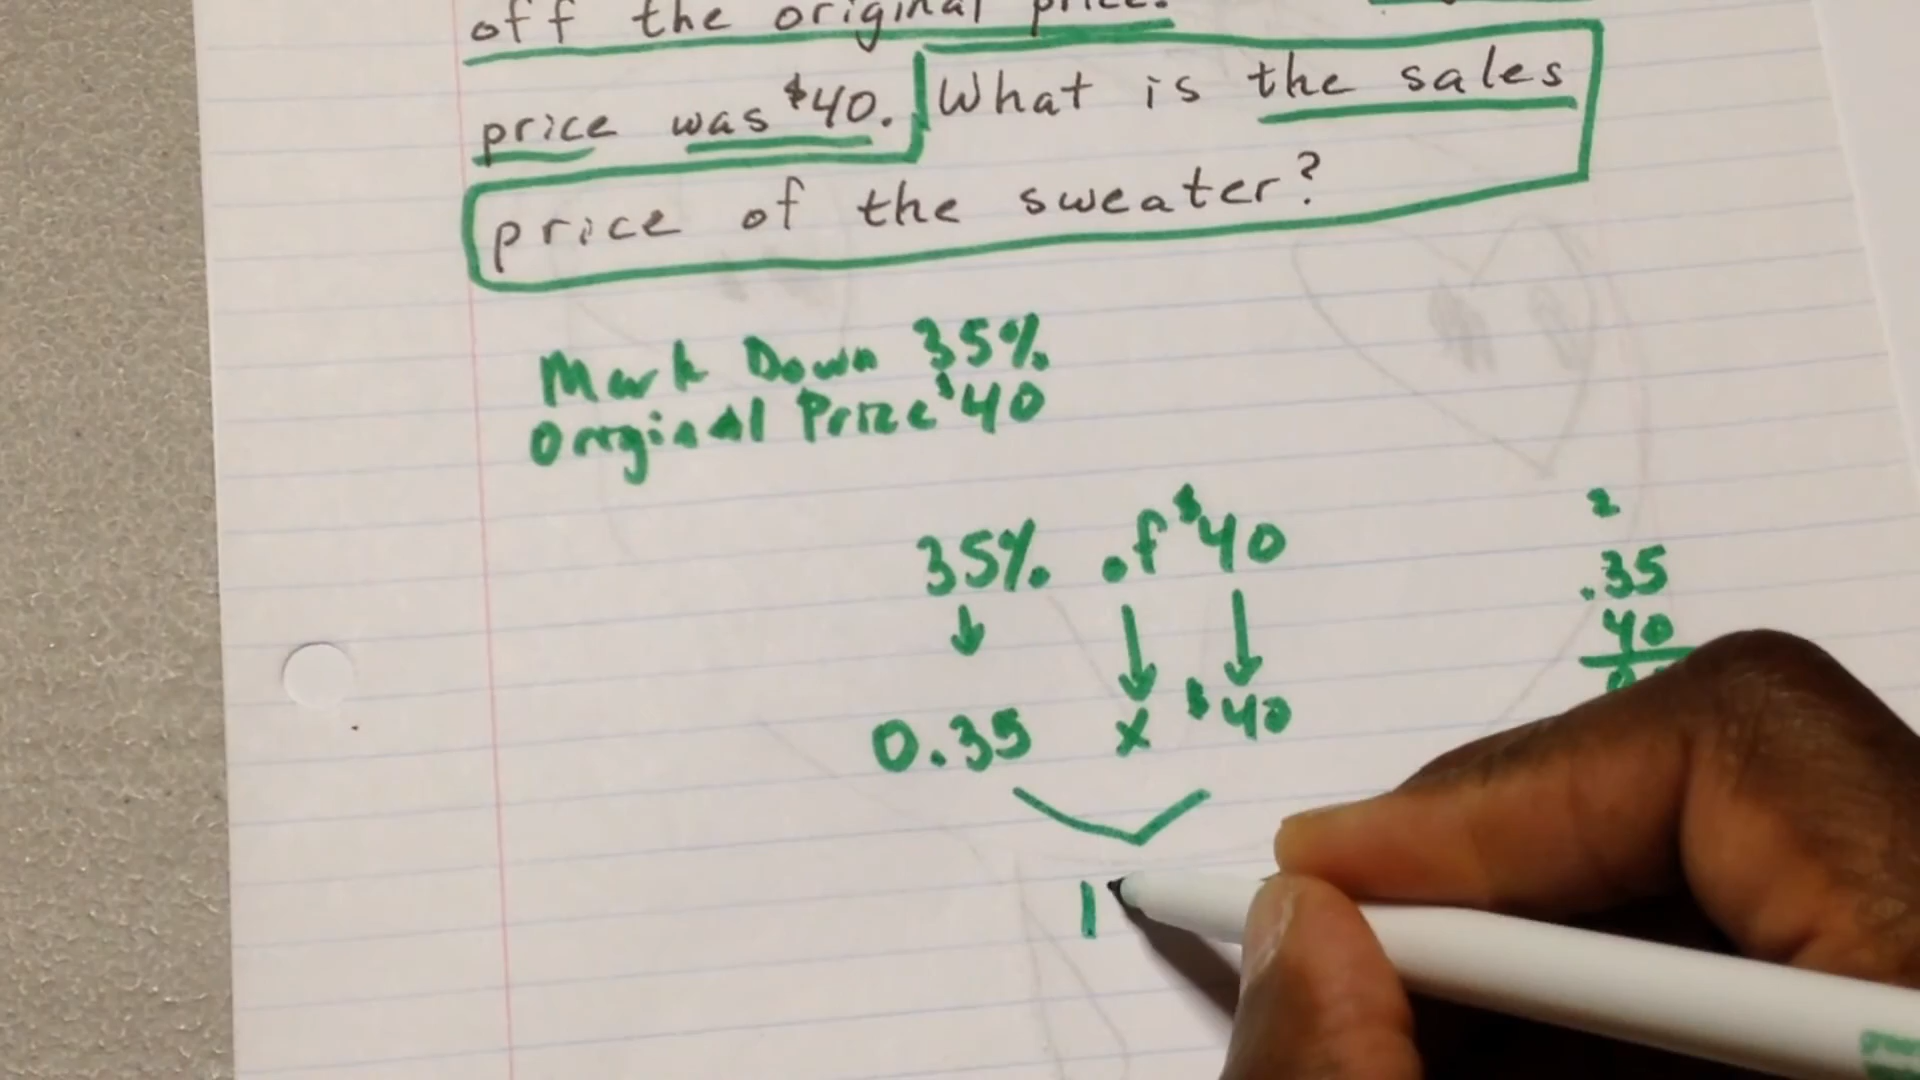 off the original price.
price was $40. What is the sales
price of the sweater?
Mark Down 35%
Original Prize $40
35% of $40
0.35 x $40
2
.35
40
1